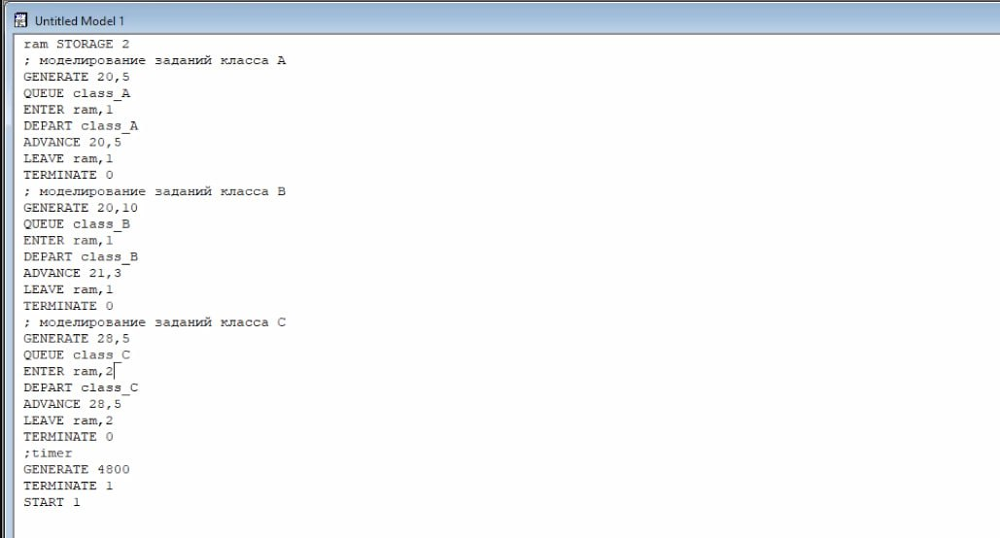 Untitled Model 1
ram STORAGE 2
; моделирование заданий класса A
GENERATE 20,5
QUEUE class_A
ENTER ram,1
DEPART class_A
ADVANCE 20,5
LEAVE ram,1
TERMINATE 0
; моделирование заданий класса B
GENERATE 20,10
QUEUE class_B
ENTER ram,1
DEPART class_B
ADVANCE 21,3
LEAVE ram,1
TERMINATE 0
; моделирование заданий класса C
GENERATE 28,5
QUEUE class_C
ENTER ram,2
DEPART class_C
ADVANCE 28,5
LEAVE ram,2
TERMINATE 0
;timer
GENERATE 4800
TERMINATE 1
START 1